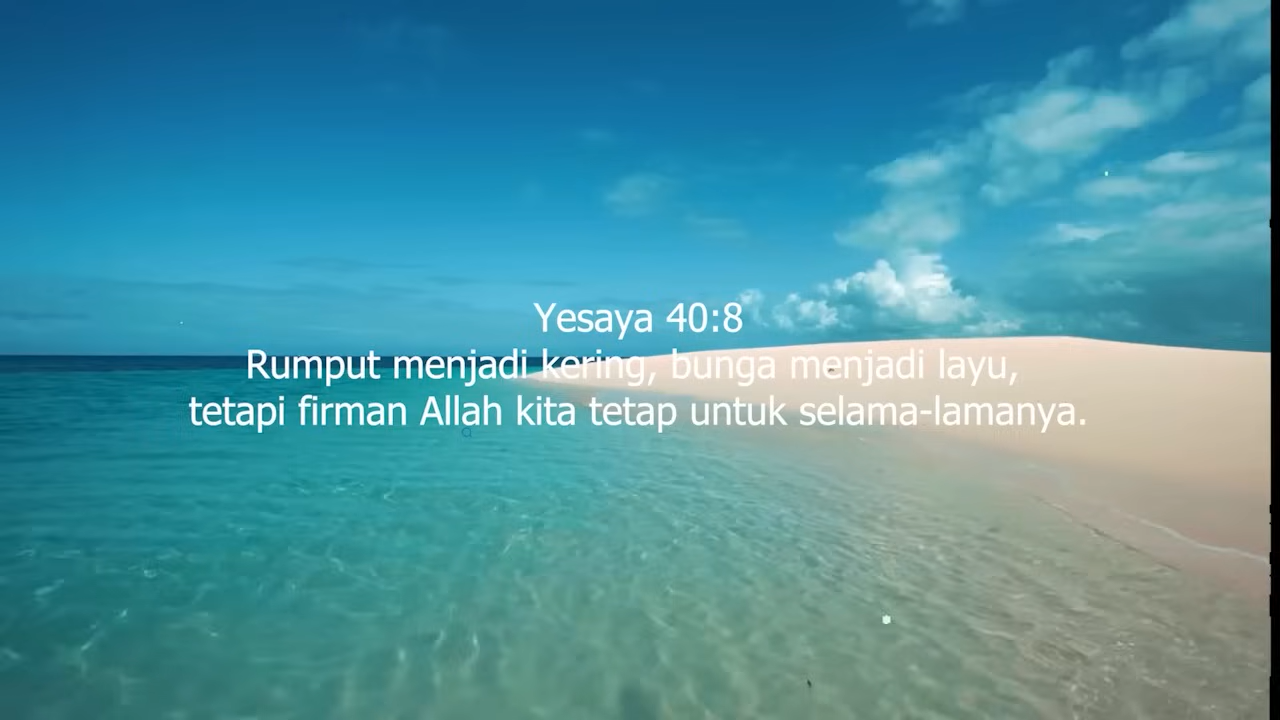 Yesaya 40:8
Rumput menjadi kering, bunga menjadi layu,
tetapi firman Allah kita tetap untuk selama-lamanya.